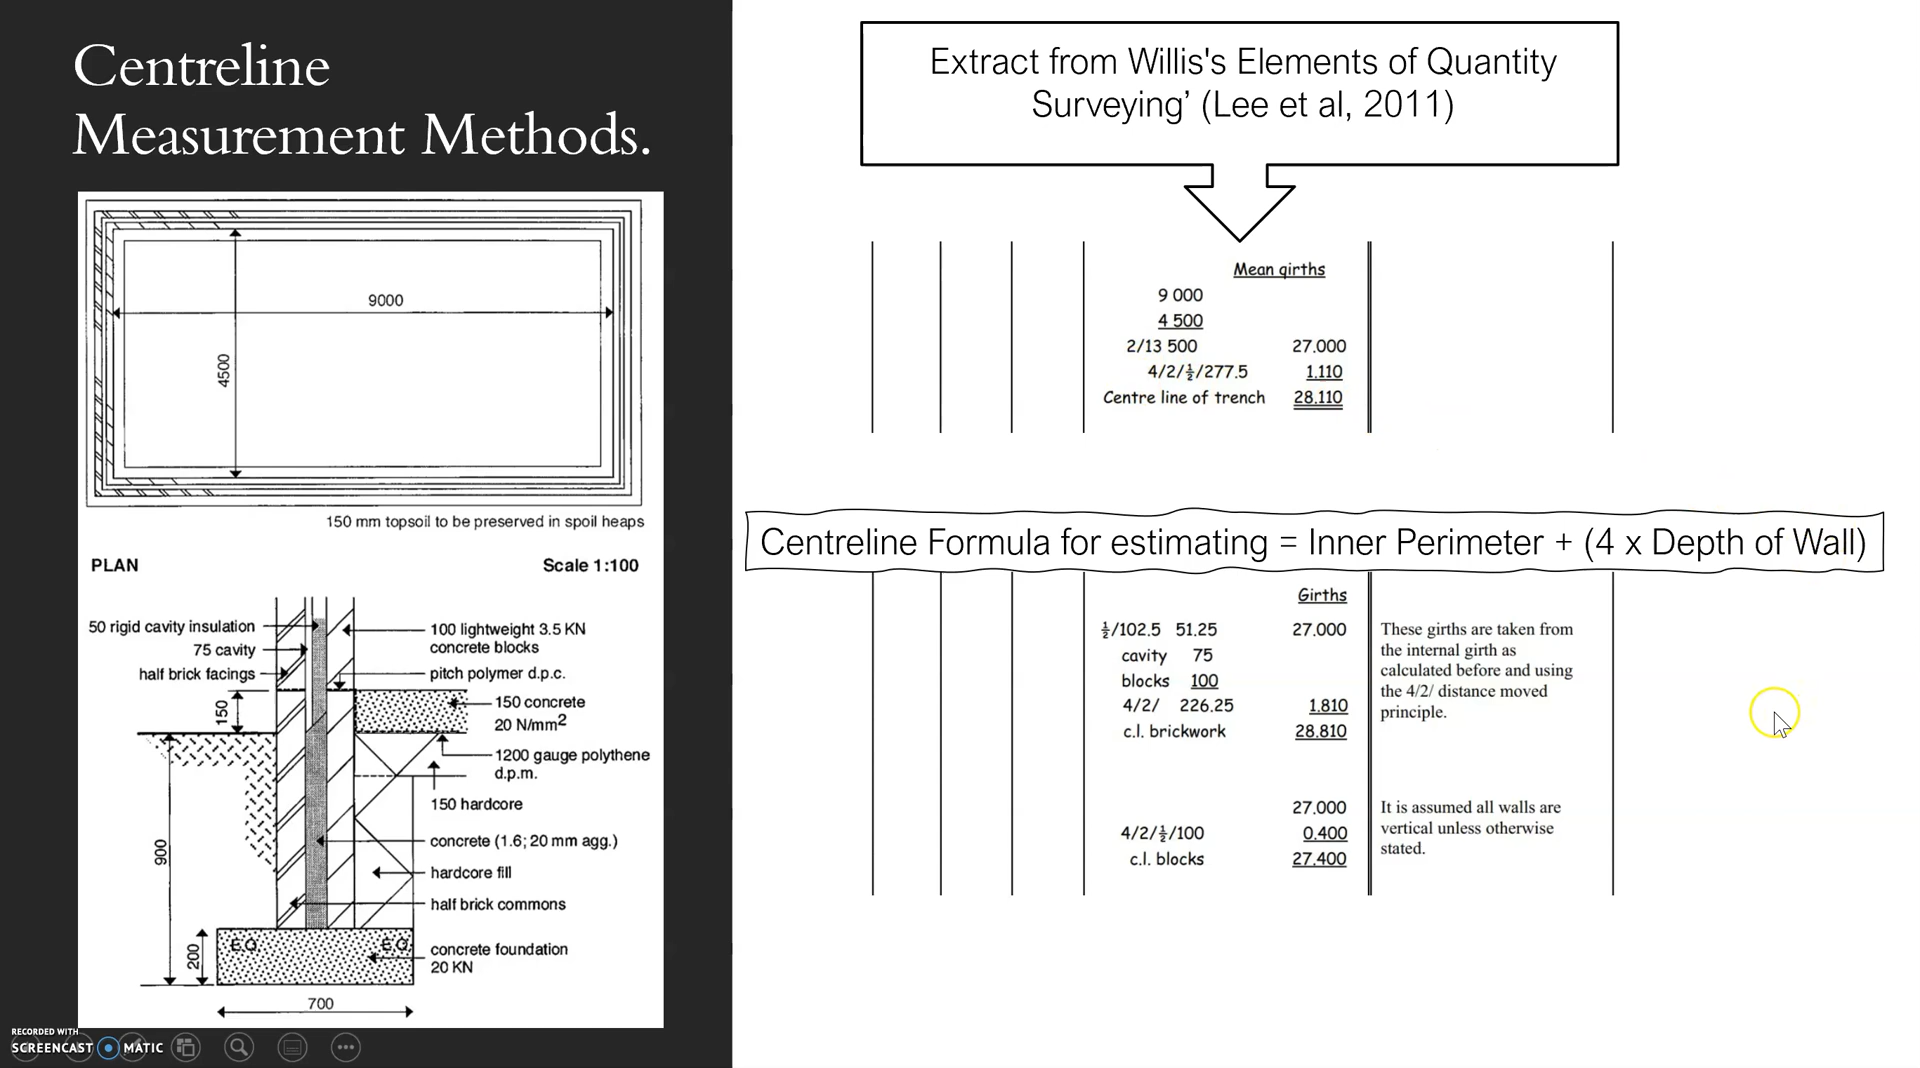 Centreline
Measurement Methods.
9000
4500
150 mm topsoil to be preserved in spoil heaps
PLAN
Scale 1:100
50 rigid cavity insulation
75 cavity
half brick facings
150
900
200
100 lightweight 3.5 KN
concrete blocks
pitch polymer d.p.c.
150 concrete
20 N/mm2
1200 gauge polythene
d.p.m.
150 hardcore
concrete (1.6; 20 mm agg.)
hardcore fill
half brick commons
E.Q. E.Q.
concrete foundation
20 KN
700
RECORDED WITH
SCREENCAST MATIC
Extract from Willis's Elements of Quantity
Surveying’ (Lee et al, 2011)
Mean girths
9 000
4 500
2/13 500 27.000
4/2/½/277.5 1.110
Centre line of trench 28.110
Centreline Formula for estimating = Inner Perimeter + (4 x Depth of Wall)
Girths
½/102.5 51.25 27.000
cavity 75
blocks 100
4/2/ 226.25 1.810
c.l. brickwork 28.810
These girths are taken from
the internal girth as
calculated before and using
the 4/2/ distance moved
principle.
27.000
4/2/½/100 0.400
c.l. blocks 27.400
It is assumed all walls are
vertical unless otherwise
stated.